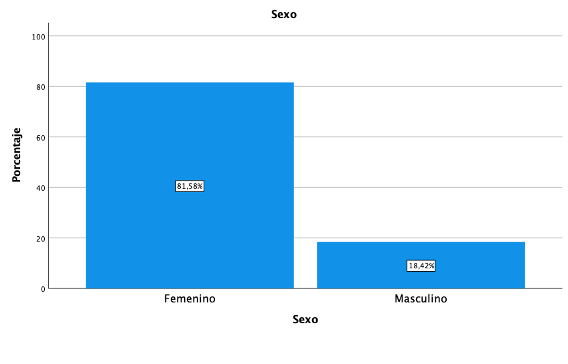 Sexo
Porcentaje
100
80
60
40
20
0
81,58%
18,42%
Femenino
Masculino
Sexo